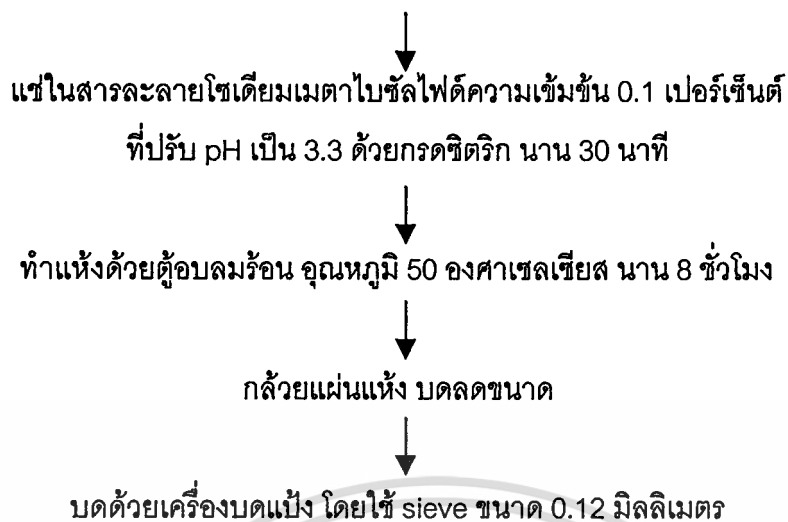 แช่ในสารละลายโซเดียมเมตาไบซัลไฟด์ความเข้มข้น 0.1 เปอร์เซ็นต์
ที่ปรับ pH เป็น 3.3 ด้วยกรดซิตริก นาน 30 นาที
ทำแห้งด้วยตู้อบลมร้อน อุณหภูมิ 50 องศาเซลเซียส นาน 8 ชั่วโมง
กล้วยแผ่นแห้ง บดลดขนาด
บดด้วยเครื่องบดแป้ง โดยใช้ sieve ขนาด 0.12 มิลลิเมตร